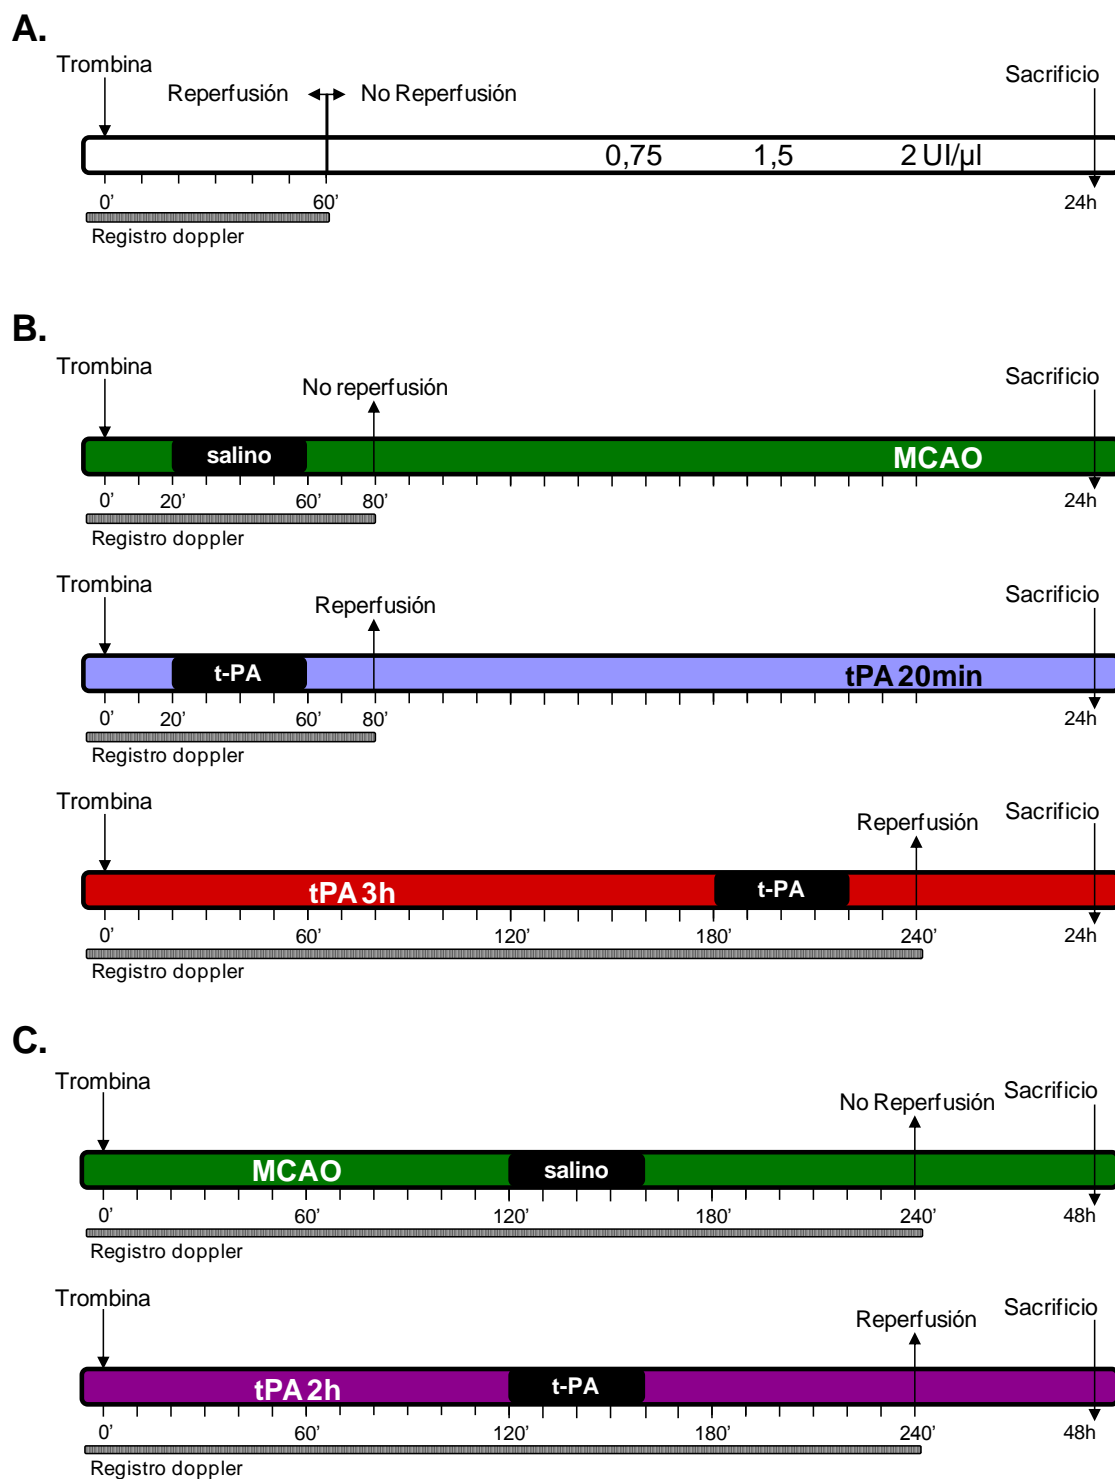 A.
Trombina
Sacrificio
Reperfusión No Reperfusión
0,75 1,5 2 UI/µl
0’ 60’ 24h
Registro doppler
B.
Trombina
Sacrificio
No reperfusión
salino MCAO
0’ 20’ 60’ 80’ 24h
Registro doppler
Trombina
Sacrificio
Reperfusión
t-PA tPA 20min
0’ 20’ 60’ 80’ 24h
Registro doppler
Trombina
Sacrificio
Reperfusión
tPA 3h t-PA
0’ 60’ 120’ 180’ 240’ 24h
Registro doppler
C.
Trombina
Sacrificio
No Reperfusión
MCAO salino
0’ 60’ 120’ 180’ 240’ 48h
Registro doppler
Trombina
Sacrificio
Reperfusión
tPA 2h t-PA
0’ 60’ 120’ 180’ 240’ 48h
Registro doppler